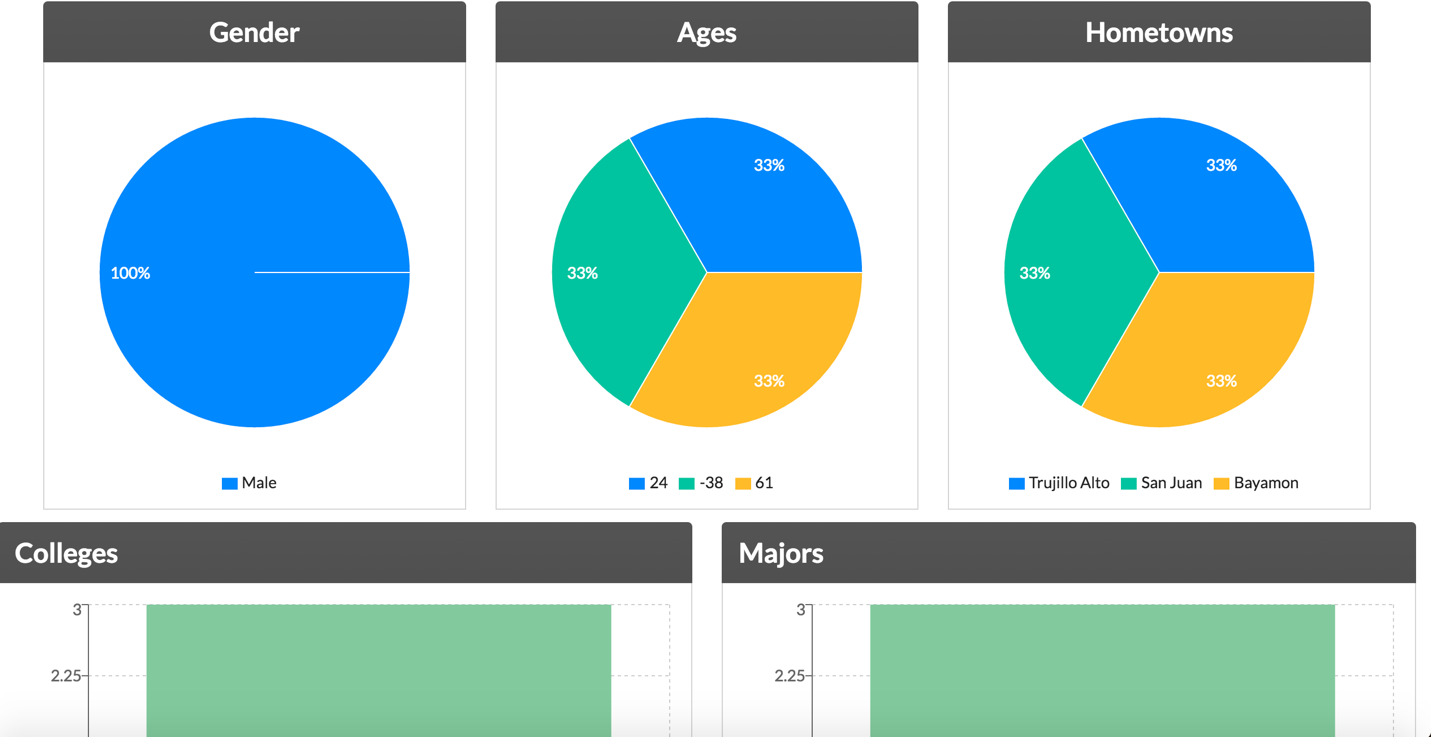 Gender
100%
Male
Ages
33%
33%
33%
24 -38 61
Hometowns
33%
33%
33%
Trujillo Alto San Juan Bayamon
Colleges
3
2.25
Majors
3
2.25